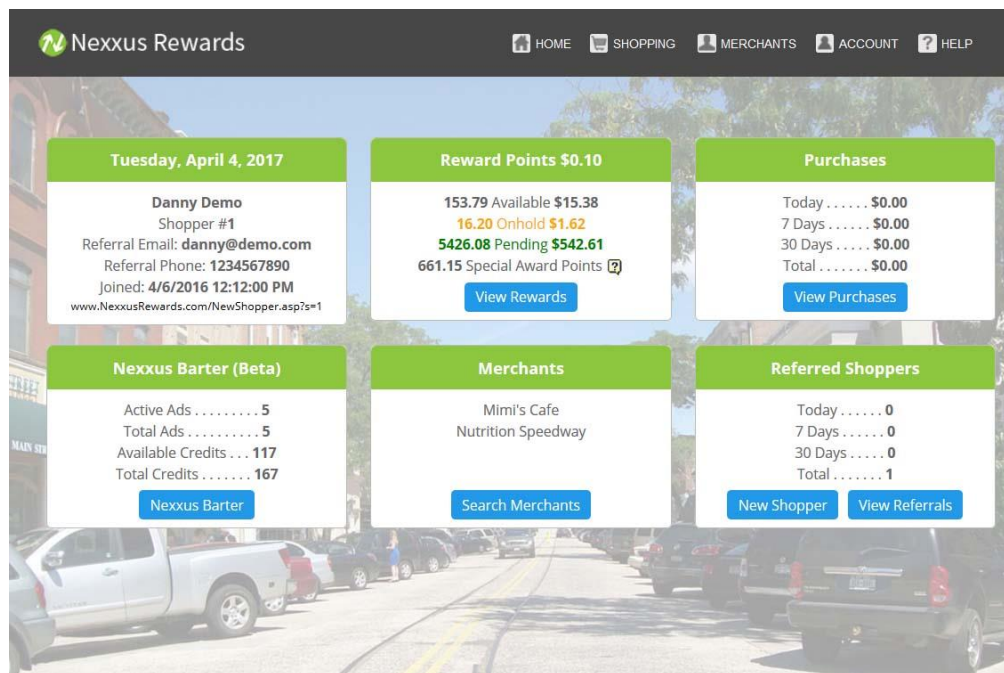 Nexxus Rewards
HOME SHOPPING MERCHANTS ACCOUNT HELP
Tuesday, April 4, 2017
Danny Demo
Shopper #1
Referral Email: danny@demo.com
Referral Phone: 1234567890
Joined: 4/6/2016 12:12:00 PM
www.NexxusRewards.com/NewShopper.asp?s=1
Reward Points $0.10
153.79 Available $15.38
16.20 Onhold $1.62
5426.08 Pending $542.61
661.15 Special Award Points ?
View Rewards
Purchases
Today . . . . . . $0.00
7 Days . . . . . . $0.00
30 Days . . . . . $0.00
Total . . . . . . . $0.00
View Purchases
Nexxus Barter (Beta)
Active Ads . . . . . . . . . 5
Total Ads . . . . . . . . . . 5
Available Credits . . . 117
Total Credits . . . . . . . 167
Nexxus Barter
Merchants
Mimi's Cafe
Nutrition Speedway
Search Merchants
Referred Shoppers
Today . . . . . . 0
7 Days . . . . . . 0
30 Days . . . . . 0
Total . . . . . . . 1
New Shopper View Referrals
MAIN